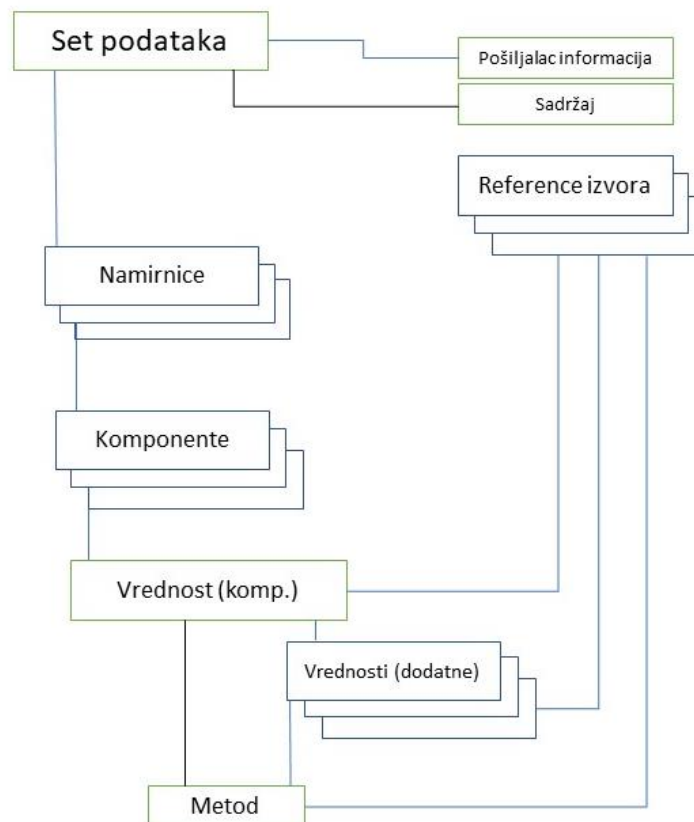 Set podataka
Pošiljalac informacija
Sadržaj
Reference izvora
Namirnice
Komponente
Vrednost (komp.)
Vrednosti (dodatne)
Metod